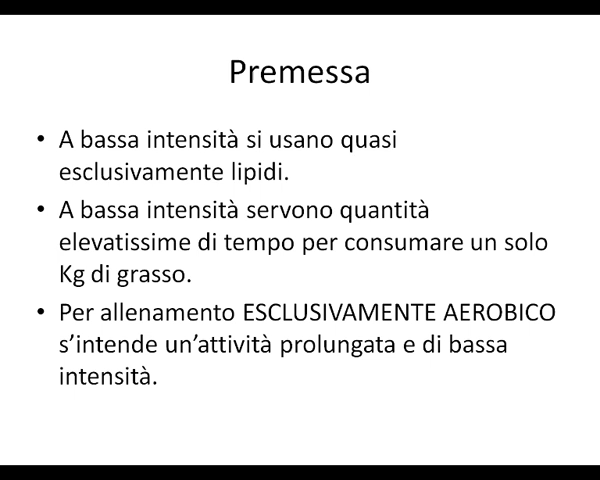 Premessa
• A bassa intensità si usano quasi
esclusivamente lipidi.
• A bassa intensità servono quantità
elevatissime di tempo per consumare un solo
Kg di grasso.
• Per allenamento ESCLUSIVAMENTE AEROBICO
s’intende un’attività prolungata e di bassa
intensità.